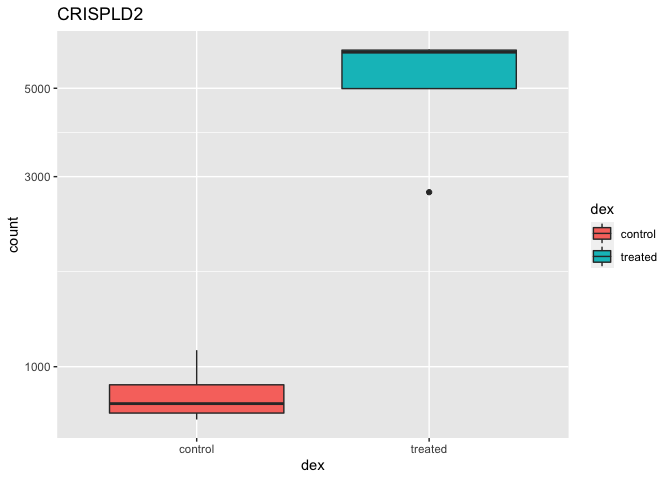 CRISPLD2
5000
3000
1000
count
control
treated
dex
dex
control
treated